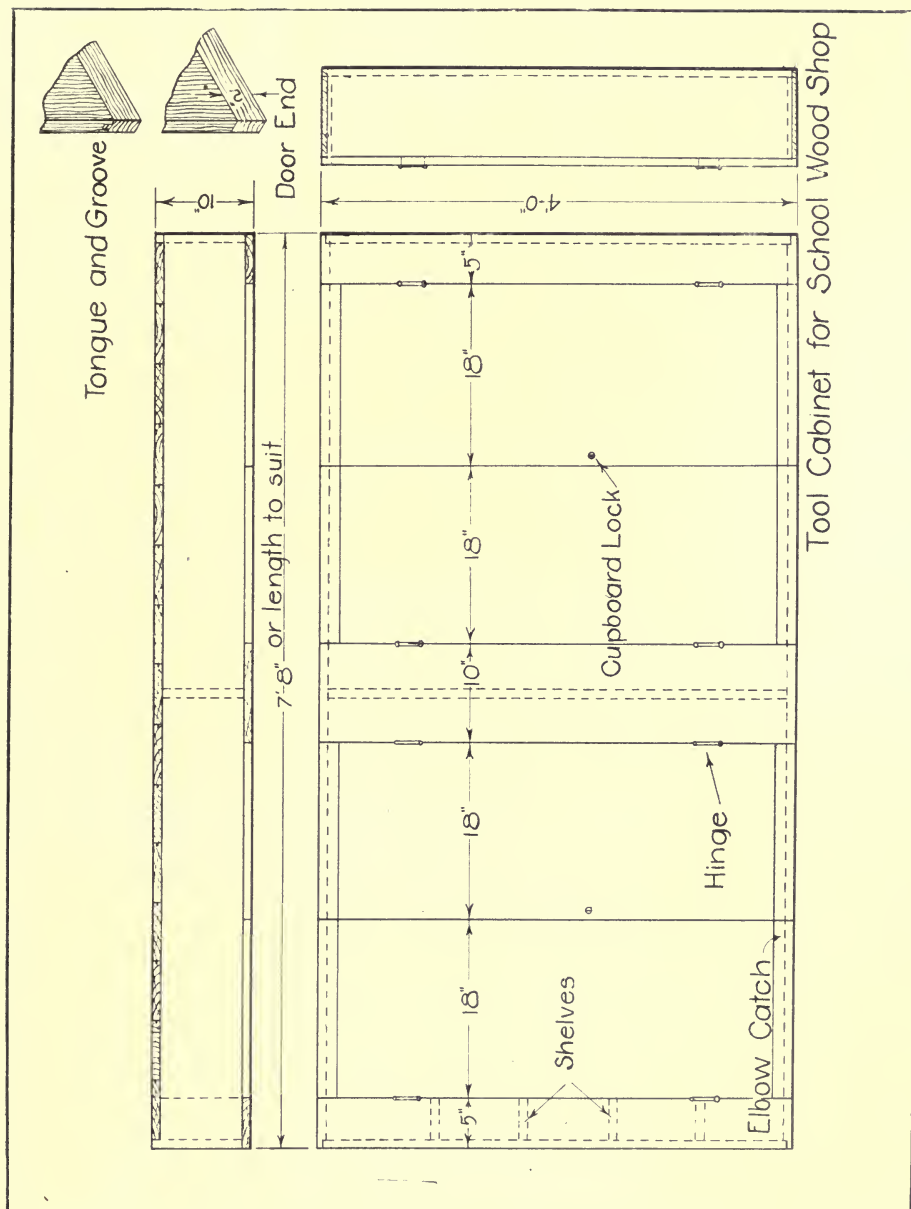 Tongue and Groove
2"
Door End
10"
7'-8" or length to suit
4'-0"
5"
18"
18"
10"
18"
18"
5"
Cupboard Lock
Hinge
Shelves
Elbow Catch
Tool Cabinet for School Wood Shop